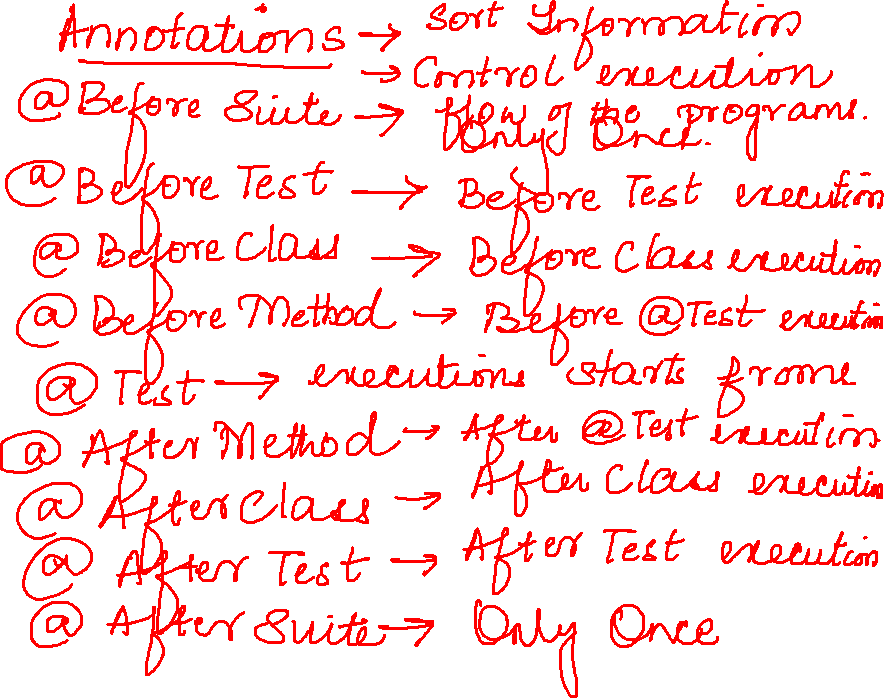 Annotations → Sort Information
→ Control execution
@Before Suite → flow of the programs.
Only Once.
@Before Test → Before Test execution
@Before Class → Before Class execution
@Before Method → Before @Test execution
@Test → executions starts frome
@After Method → After @Test execution
@After Class → After Class execution
@After Test → After Test execution
@After Suite → Only Once